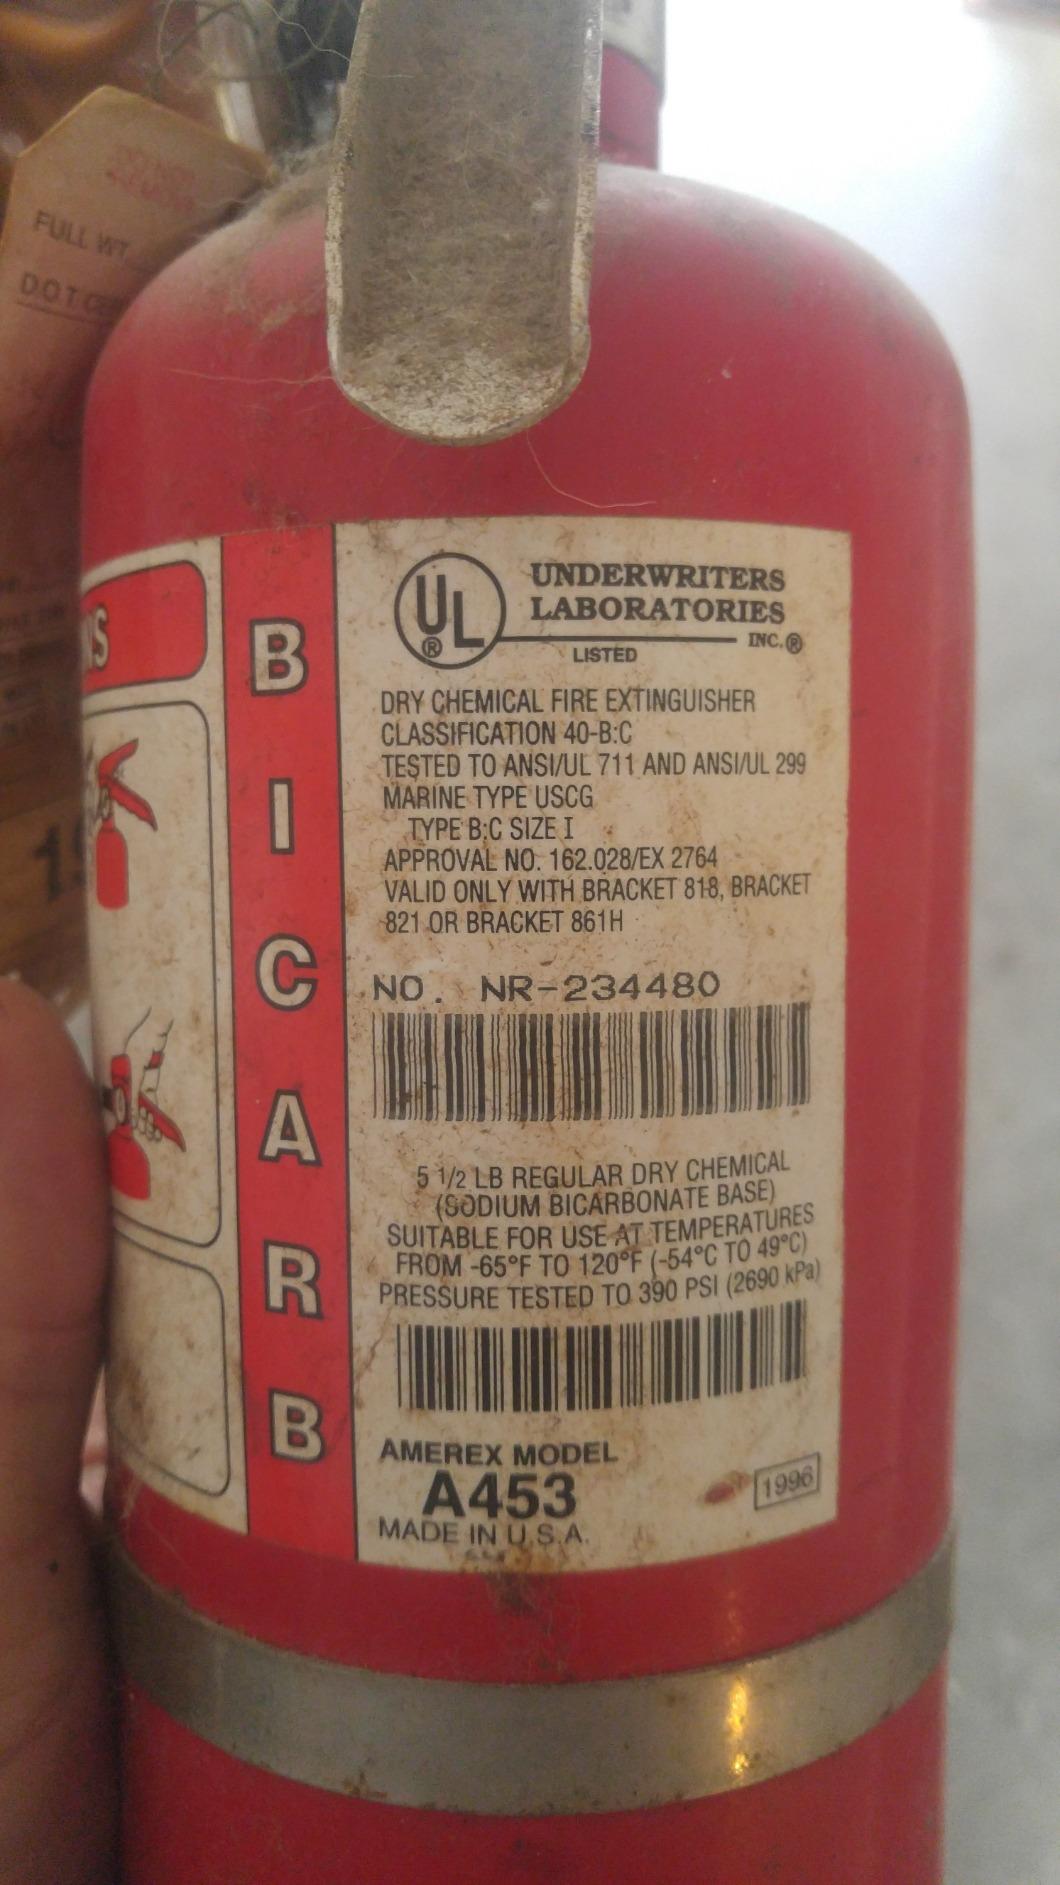 FULL WT.
D.O.T.
NS
BICARB
UL
®
UNDERWRITERS
LABORATORIES
INC.®
LISTED
DRY CHEMICAL FIRE EXTINGUISHER
CLASSIFICATION 40-B:C
TESTED TO ANSI/UL 711 AND ANSI/UL 299
MARINE TYPE USCG
TYPE B:C SIZE I
APPROVAL NO. 162.028/EX 2764
VALID ONLY WITH BRACKET 818, BRACKET
821 OR BRACKET 861H
NO. NR-234480
5 1/2 LB REGULAR DRY CHEMICAL
(SODIUM BICARBONATE BASE)
SUITABLE FOR USE AT TEMPERATURES
FROM -65°F TO 120°F (-54°C TO 49°C)
PRESSURE TESTED TO 390 PSI (2690 kPa)
AMEREX MODEL
A453
1996
MADE IN U.S.A.